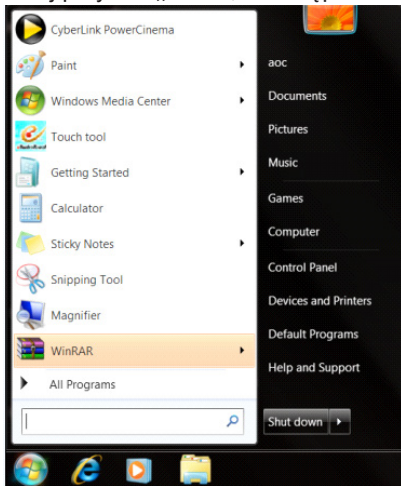 CyberLink PowerCinema
Paint
Windows Media Center
Touch tool
Getting Started
Calculator
Sticky Notes
Snipping Tool
Magnifier
WinRAR
All Programs
aoc
Documents
Pictures
Music
Games
Computer
Control Panel
Devices and Printers
Default Programs
Help and Support
Shut down